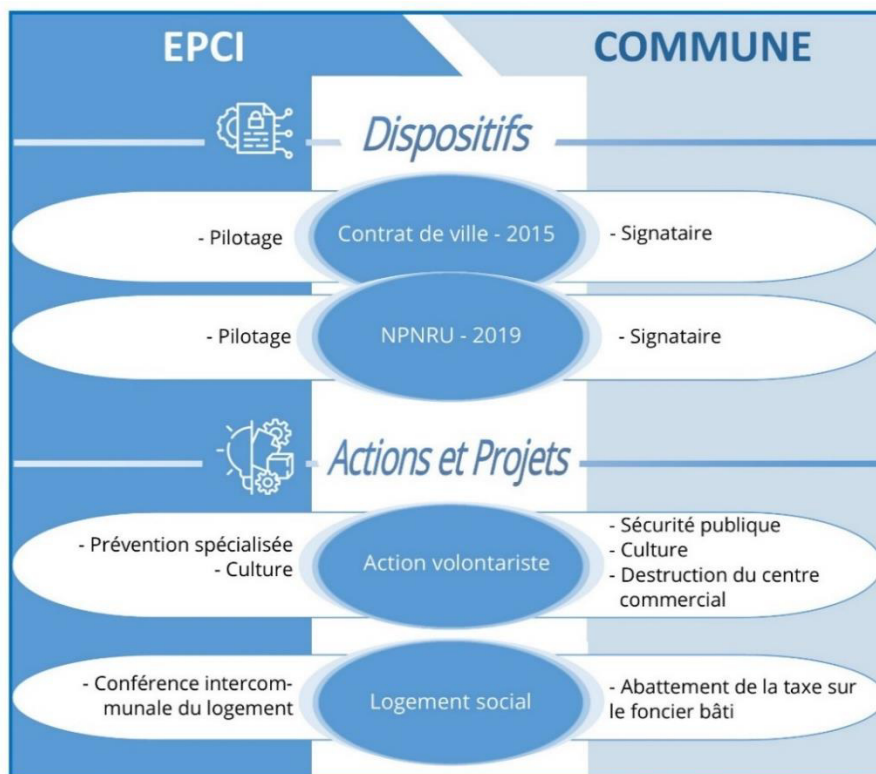 EPCI
COMMUNE
Dispositifs
- Pilotage
Contrat de ville - 2015
- Signataire
- Pilotage
NPNRU - 2019
- Signataire
Actions et Projets
- Prévention spécialisée
- Culture
Action volontariste
- Sécurité publique
- Culture
- Destruction du centre
commercial
- Conférence intercom-
munale du logement
Logement social
- Abattement de la taxe sur
le foncier bâti